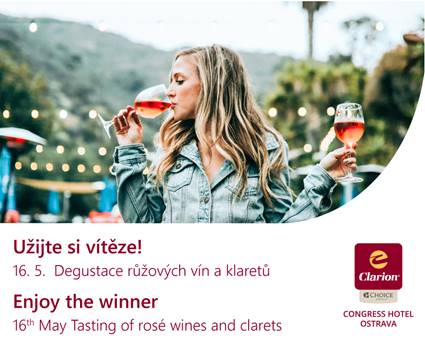 Užijte si vítěze!
16. 5. Degustace růžových vín a klaretů
Enjoy the winner
16th May Tasting of rosé wines and clarets
Clarion
CHOICE
CONGRESS HOTEL
OSTRAVA